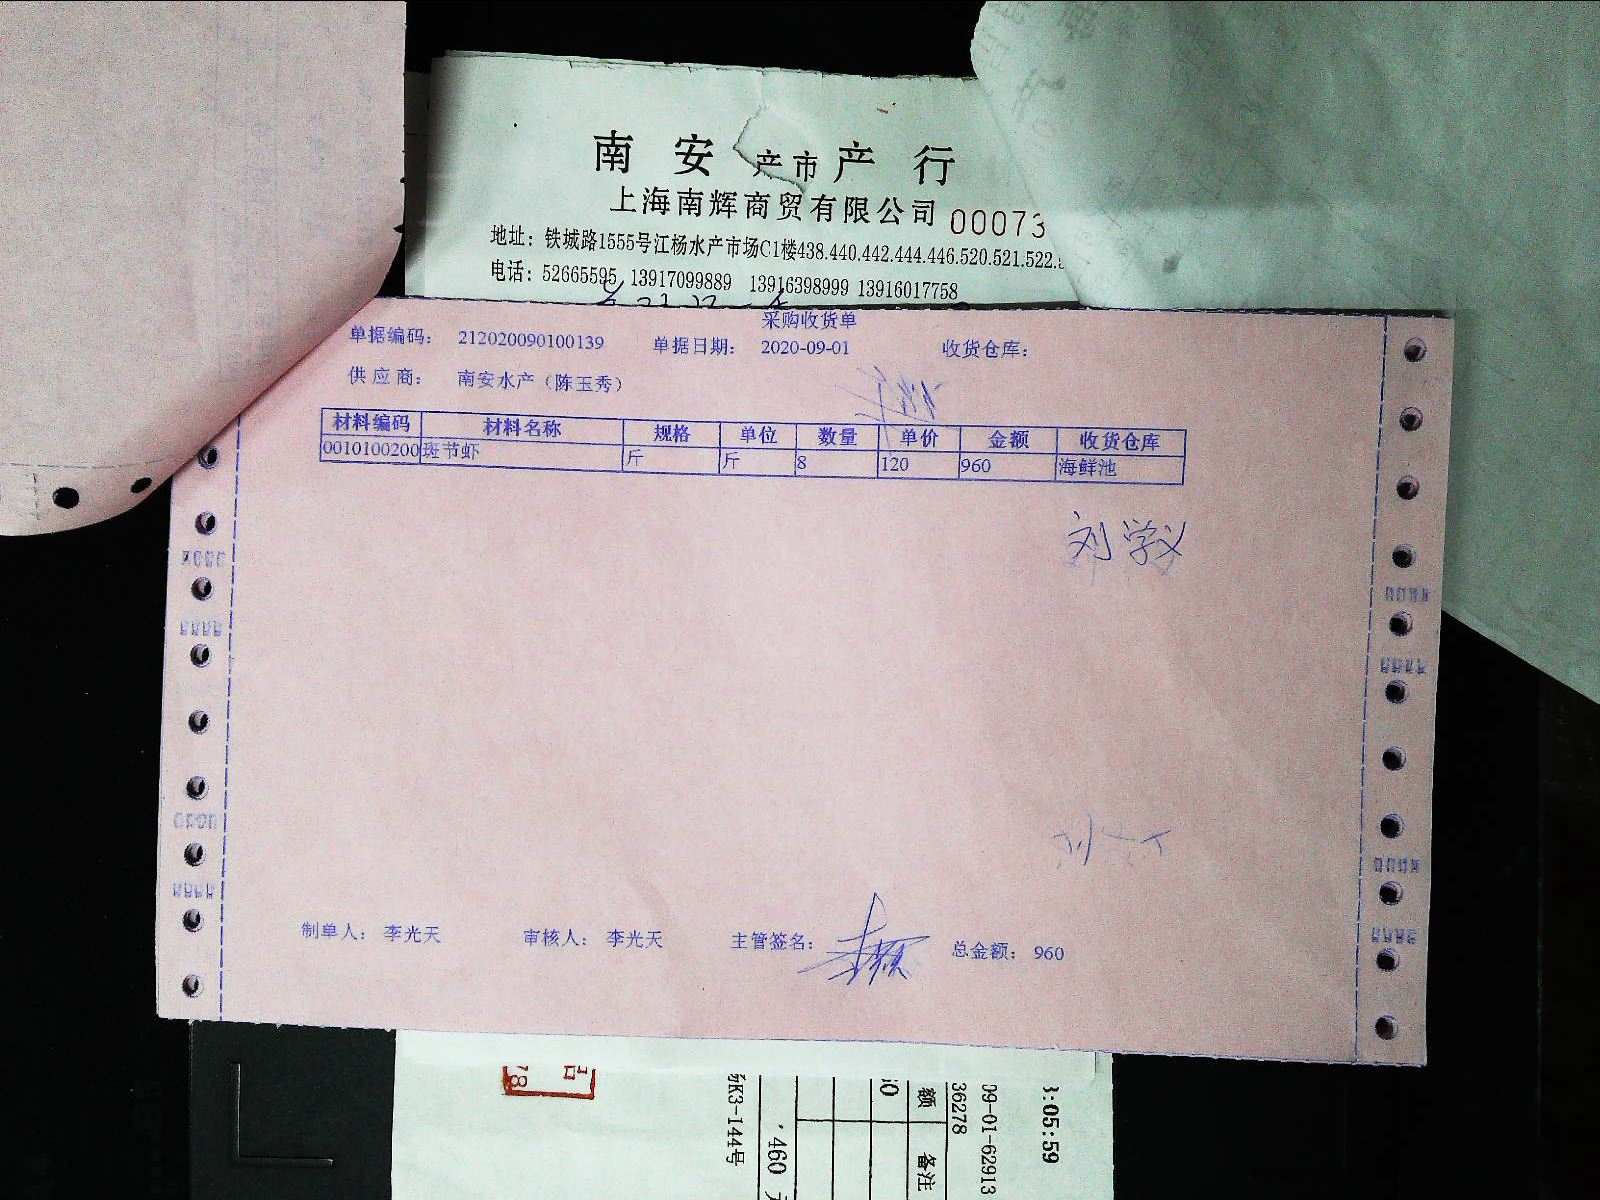 南安产市产行
上海南辉商贸有限公司 00073
地址：铁城路1555号江杨水产市场C1楼438.440.442.444.446.520.521.522.
电话：52665595 13917099889 13916398999 13916017758
采购收货单
单据编码： 212020090100139 单据日期： 2020-09-01 收货仓库：
供应商： 南安水产（陈玉秀）
材料编码 材料名称 规格 单位 数量 单价 金额 收货仓库
0010100200 斑节虾 斤 斤 8 120 960 海鲜池
刘学义
制单人： 李光天 审核人： 李光天 主管签名： 总金额： 960
3:05:59
09-01-62913
36278
额 备注
460
K3-144号